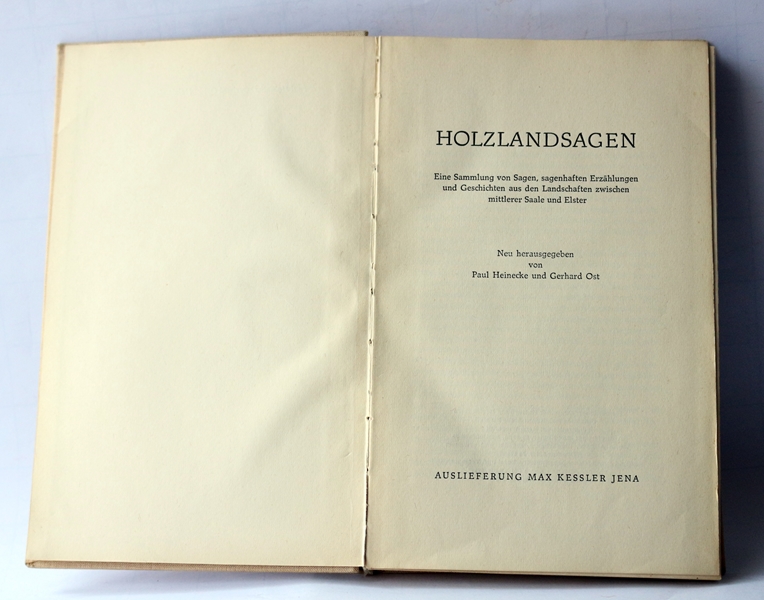 HOLZLANDSAGEN
Eine Sammlung von Sagen, sagenhaften Erzählungen
und Geschichten aus den Landschaften zwischen
mittlerer Saale und Elster
Neu herausgegeben
von
Paul Heinecke und Gerhard Ost
AUSLIEFERUNG MAX KESSLER JENA